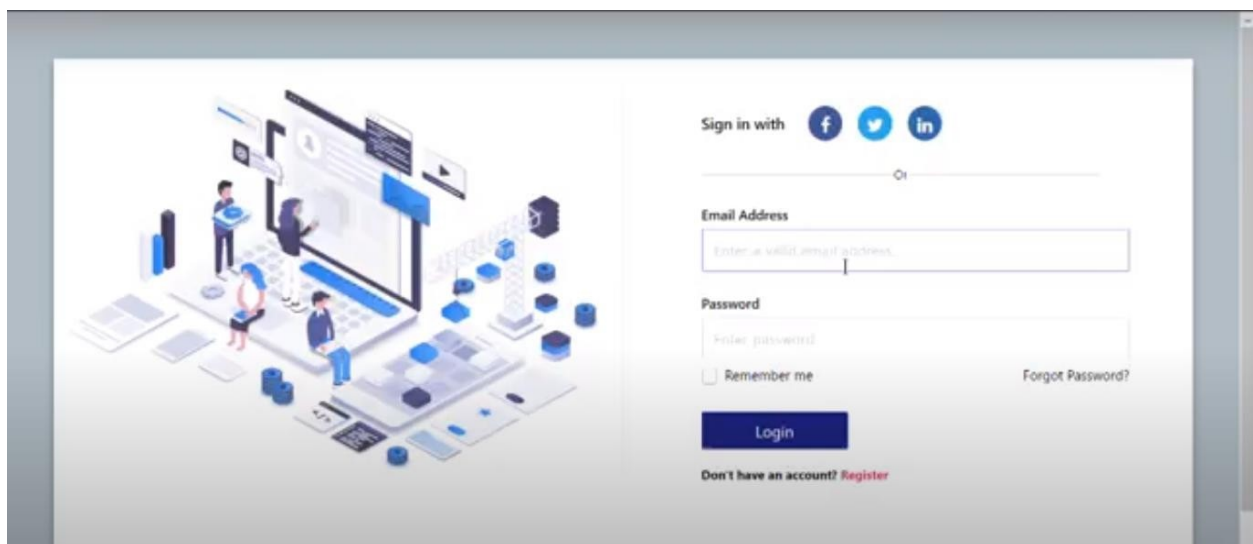 Sign in with
Or
Email Address
Enter a valid email address
Password
Enter password
Remember me
Forgot Password?
Login
Don't have an account? Register